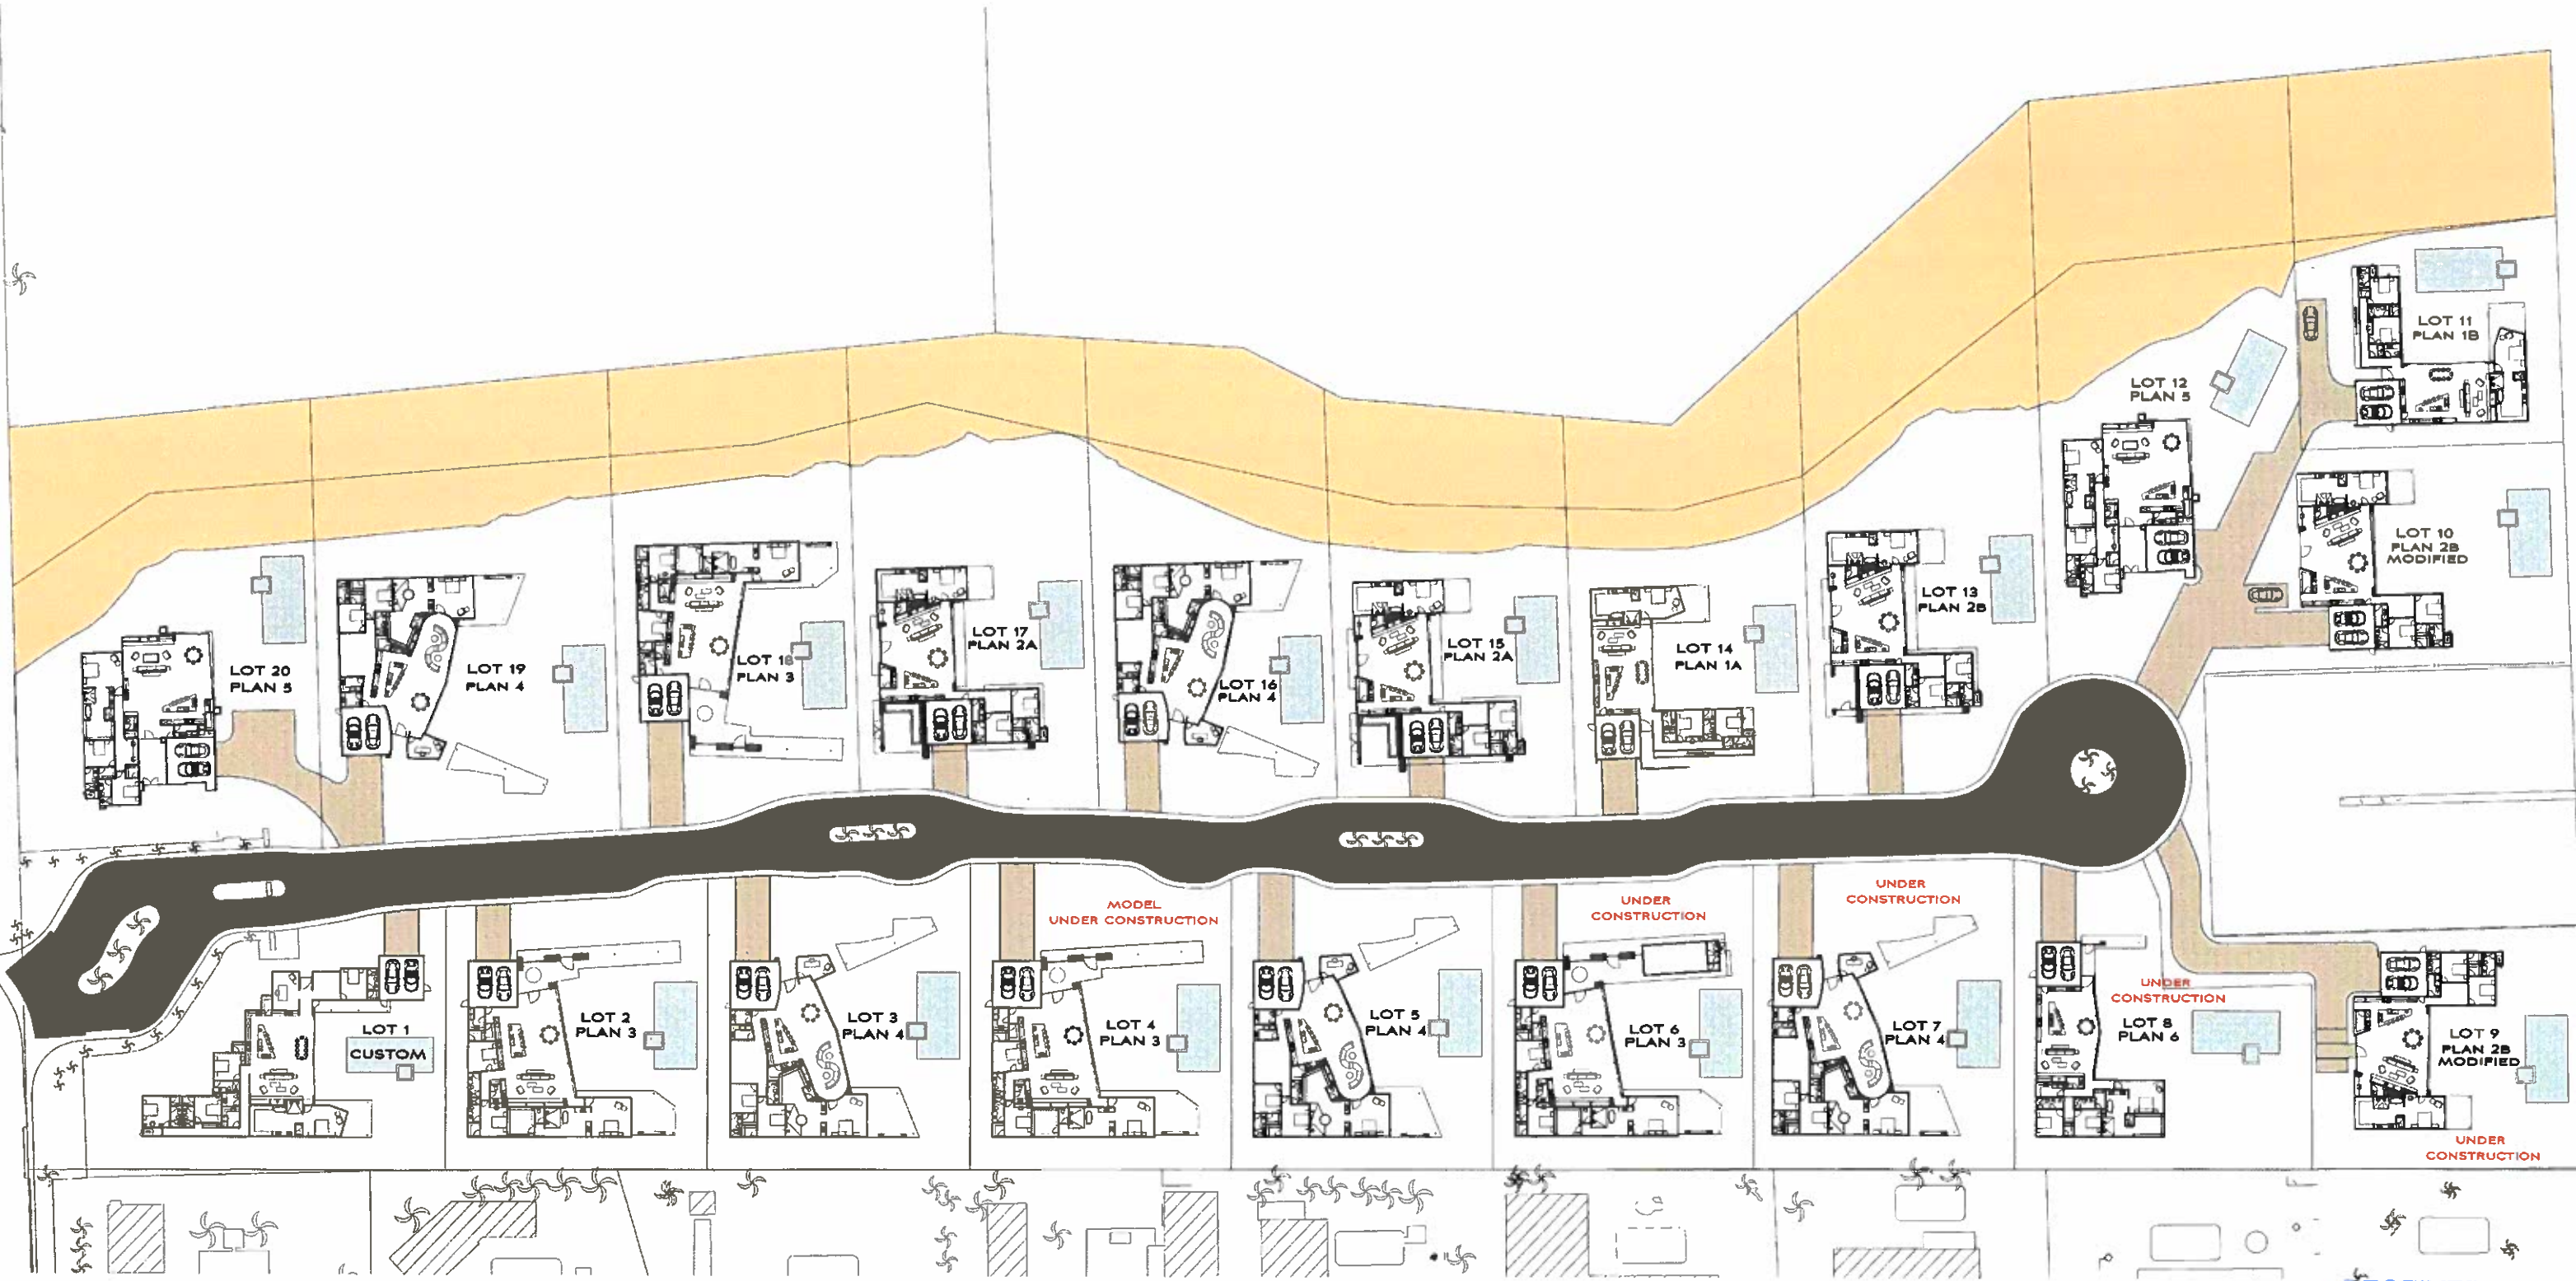 LOT 11
PLAN 1B
LOT 12
PLAN 5
LOT 10
PLAN 2B
MODIFIED
LOT 13
PLAN 2B
LOT 17
PLAN 2A
LOT 15
PLAN 2A
LOT 14
PLAN 1A
LOT 18
PLAN 3
LOT 20
PLAN 5
LOT 19
PLAN 4
LOT 16
PLAN 4
MODEL
UNDER CONSTRUCTION
UNDER
CONSTRUCTION
UNDER
CONSTRUCTION
UNDER
CONSTRUCTION
LOT 1
CUSTOM
LOT 2
PLAN 3
LOT 3
PLAN 4
LOT 4
PLAN 3
LOT 5
PLAN 4
LOT 6
PLAN 3
LOT 7
PLAN 4
LOT 8
PLAN 6
LOT 9
PLAN 2B
MODIFIED
UNDER
CONSTRUCTION